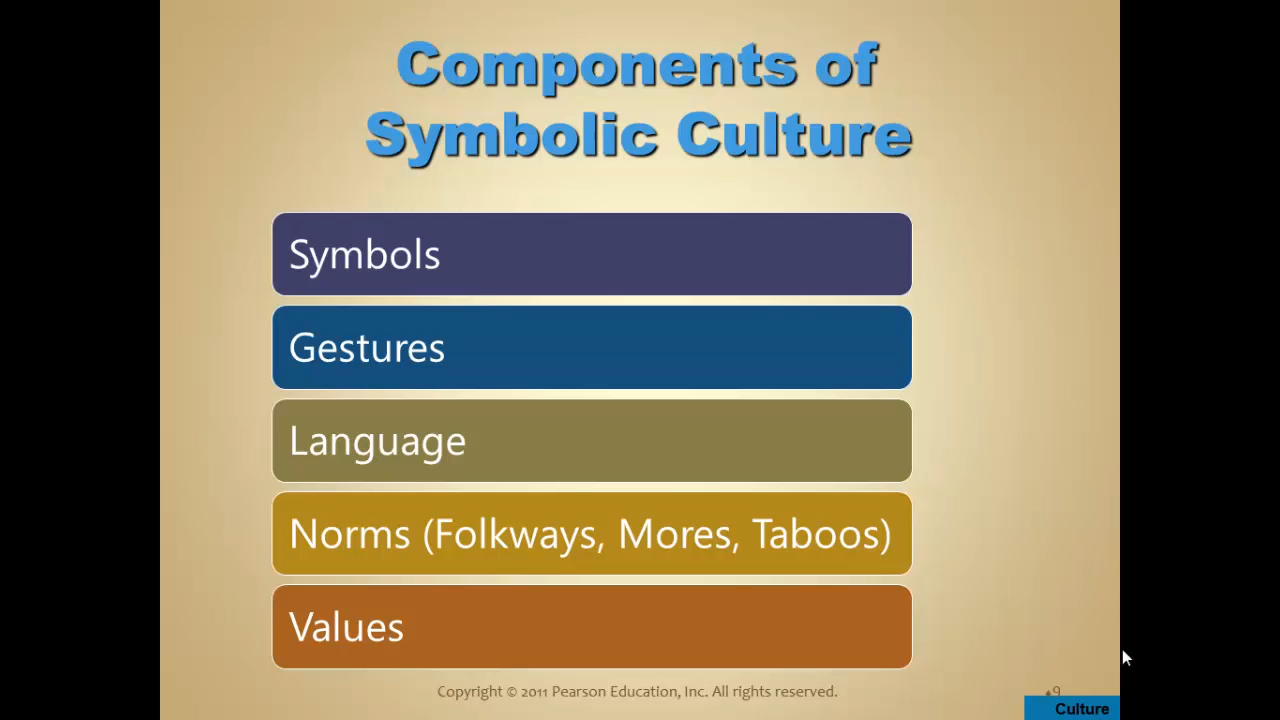 Components of
Symbolic Culture
Symbols
Gestures
Language
Norms (Folkways, Mores, Taboos)
Values
Copyright © 2011 Pearson Education, Inc. All rights reserved.
♦9
Culture